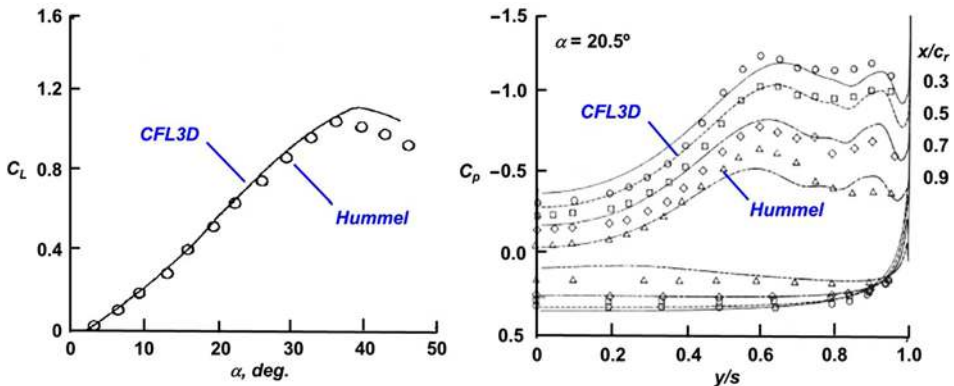 1.6
1.2
0.8
0.4
0
C_L
CFL3D
Hummel
0 10 20 30 40 50
α, deg.
−1.5
−1.0
−0.5
0.0
0.5
C_p
α = 20.5º
CFL3D
Hummel
x/c_r
0.3
0.5
0.7
0.9
0 0.2 0.4 0.6 0.8 1.0
y/s